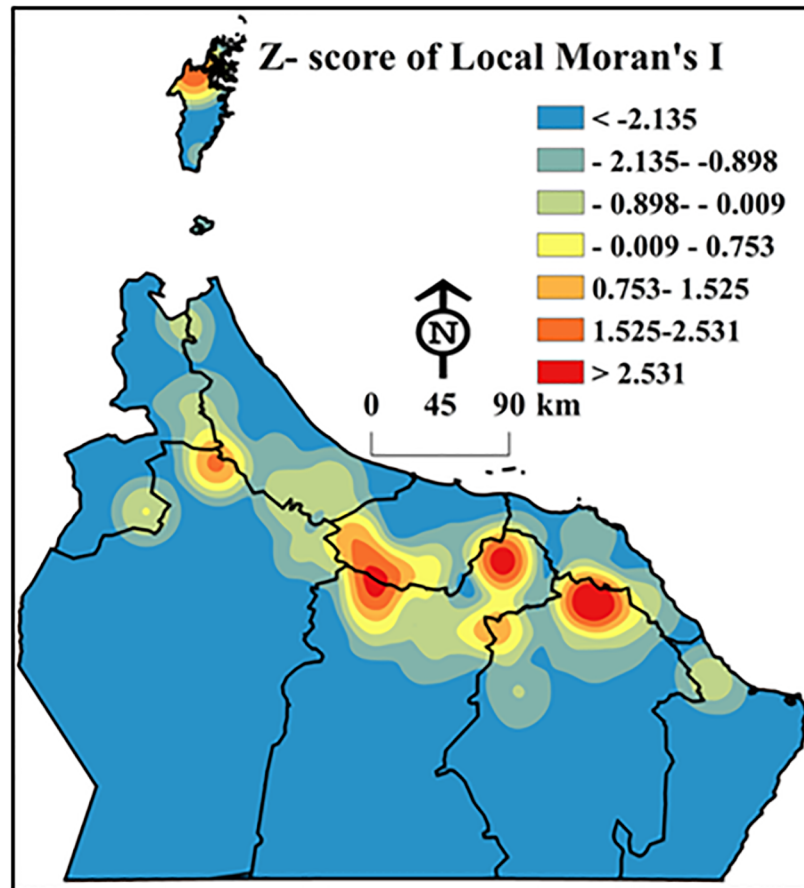 Z- score of Local Moran's I
< -2.135
- 2.135- -0.898
- 0.898- - 0.009
- 0.009 - 0.753
0.753- 1.525
1.525-2.531
> 2.531
N
0 45 90 km